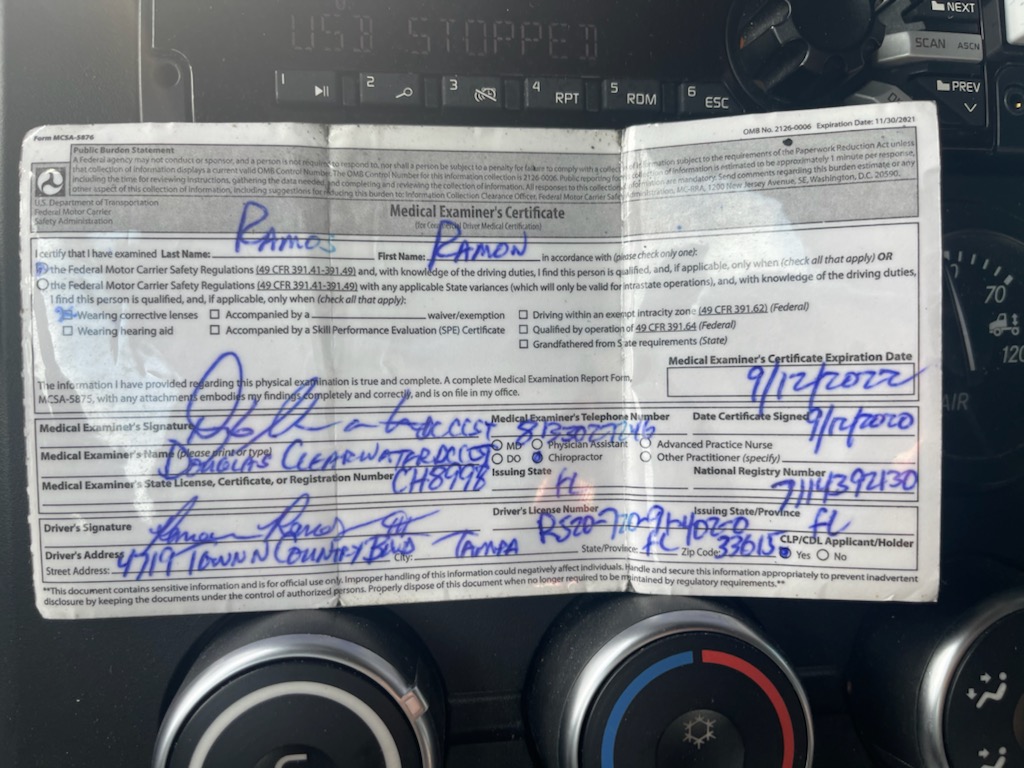 USB STOPPED
NEXT
SCAN ASCN
PREV
1 2 3 4 RPT 5 RDM 6 ESC
Form MCSA-5876
OMB No. 2126-0006 Expiration Date: 11/30/2021
Public Burden Statement
A Federal agency may not conduct or sponsor, and a person is not required to respond to, nor shall a person be subject to a penalty for failure to comply with a collection of information subject to the requirements of the Paperwork Reduction Act unless
that collection of information displays a current valid OMB Control Number. The OMB Control Number for this information collection is 2126-0006. Public reporting for this collection of information is estimated to be approximately 1 minute per response,
including the time for reviewing instructions, gathering the data needed, and completing and reviewing the collection of information. All responses to this collection of information are mandatory. Send comments regarding this burden estimate or any
other aspect of this collection of information, including suggestions for reducing this burden to: Information Collection Clearance Officer, Federal Motor Carrier Safety Administration, MC-RRA, 1200 New Jersey Avenue, SE, Washington, D.C. 20590.
U.S. Department of Transportation
Federal Motor Carrier
Safety Administration
Medical Examiner's Certificate
(for Commercial Driver Medical Certification)
I certify that I have examined Last Name: RAMOS First Name: RAMON in accordance with (please check only one):
the Federal Motor Carrier Safety Regulations (49 CFR 391.41-391.49) and, with knowledge of the driving duties, I find this person is qualified, and, if applicable, only when (check all that apply) OR
the Federal Motor Carrier Safety Regulations (49 CFR 391.41-391.49) with any applicable State variances (which will only be valid for intrastate operations), and, with knowledge of the driving duties,
I find this person is qualified, and, if applicable, only when (check all that apply):
Wearing corrective lenses Accompanied by a waiver/exemption Driving within an exempt intracity zone (49 CFR 391.62) (Federal)
Wearing hearing aid Accompanied by a Skill Performance Evaluation (SPE) Certificate Qualified by operation of 49 CFR 391.64 (Federal)
Grandfathered from State requirements (State)
The information I have provided regarding this physical examination is true and complete. A complete Medical Examination Report Form,
MCSA-5875, with any attachments embodies my findings completely and correctly, and is on file in my office.
Medical Examiner's Certificate Expiration Date
9/12/2022
Medical Examiner's Signature Medical Examiner's Telephone Number Date Certificate Signed 9/12/2020
Medical Examiner's Name (please print or type) DOUGLAS CLEARWATER MD Physician Assistant Advanced Practice Nurse
DO Chiropractor Other Practitioner (specify)
Medical Examiner's State License, Certificate, or Registration Number CH8998 Issuing State FL National Registry Number 7114392130
Driver's Signature Ramon Ramos III Driver's License Number Issuing State/Province FL
Driver's Address
Street Address: 4719 TOWN N COUNTRY BLVD City: TAMPA State/Province: FL Zip Code: 33615 CLP/CDL Applicant/Holder Yes No
**This document contains sensitive information and is for official use only. Improper handling of this information could negatively affect individuals. Handle and secure this information appropriately to prevent inadvertent
disclosure by keeping the documents under the control of authorized persons. Properly dispose of this document when no longer required to be maintained by regulatory requirements.**
70
120
AIR